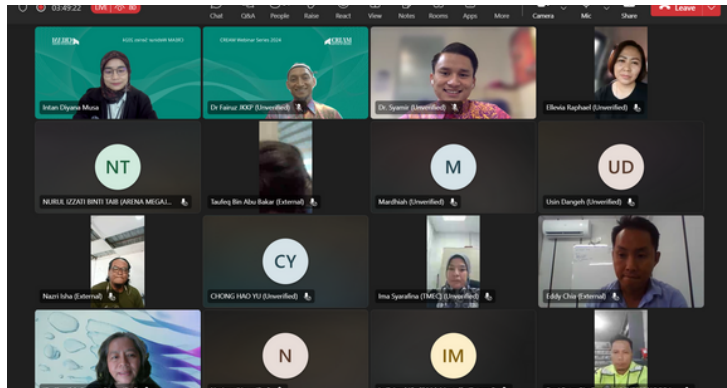 03:49:22 LIVE 80
Chat Q&A People Raise React View Notes Rooms Apps More Camera Mic Share Leave
CREAM Webinar Series 2024
CREAM
Intan Diyana Musa
Dr Fairuz JKKP (Unverified)
Dr. Syamir (Unverified)
Ellevia Raphael (Unverified)
NT
M
UD
NURUL IZZATI BINTI TAIB (ARENA MEGAJ...
Taufeq Bin Abu Bakar (External)
Mardhiah (Unverified)
Usin Dangeh (Unverified)
CY
Nazri Isha (External)
CHONG HAO YU (Unverified)
Ima Syarafina (TMEC) (Unverified)
Eddy Chia (External)
N
IM